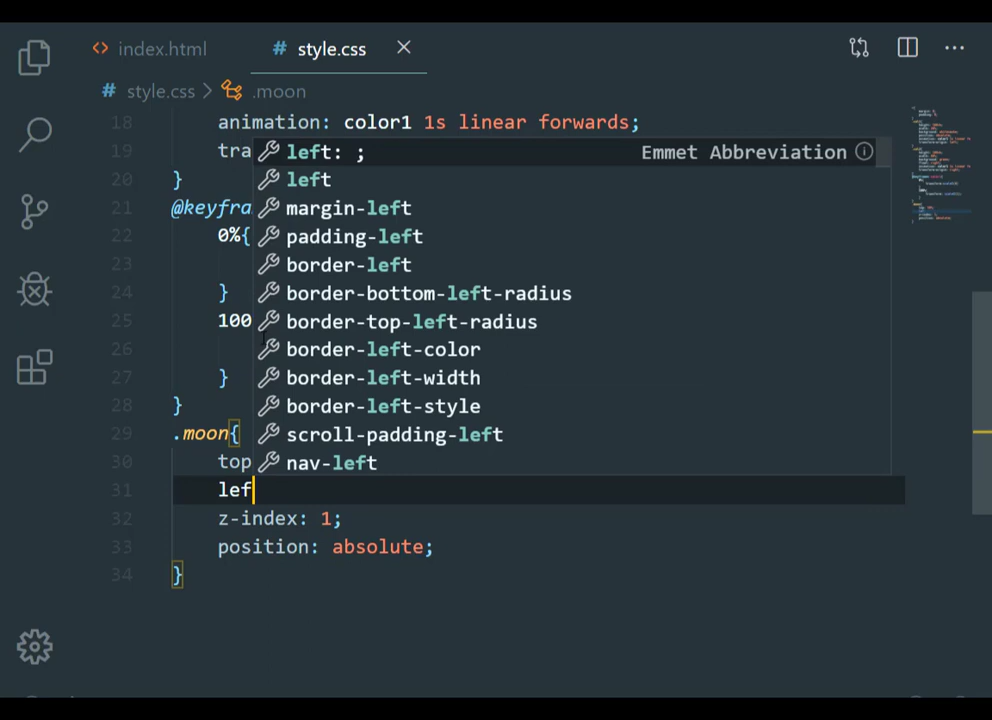 index.html
style.css
style.css > .moon
18 animation: color1 1s linear forwards;
19 tra
left: ; Emmet Abbreviation
20 }
left
21 @keyfra
margin-left
22 0%{
padding-left
23
border-left
24 }
border-bottom-left-radius
25 100
border-top-left-radius
26
border-left-color
27 }
border-left-width
28 }
border-left-style
29 .moon{
scroll-padding-left
30 top
nav-left
31 lef
32 z-index: 1;
33 position: absolute;
34 }